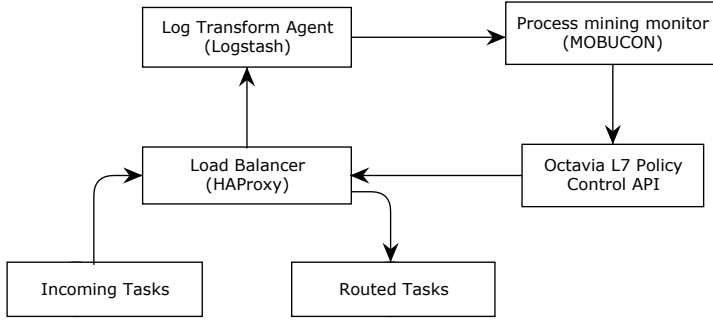 Log Transform Agent
(Logstash)
Process mining monitor
(MOBUCON)
Load Balancer
(HAProxy)
Octavia L7 Policy
Control API
Incoming Tasks
Routed Tasks